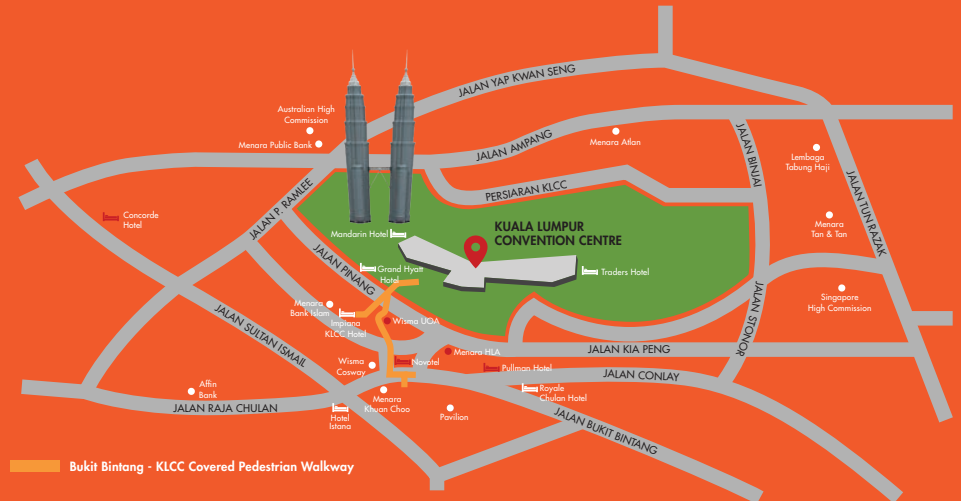 JALAN YAP KWAN SENG
Australian High
Commission
Menara Public Bank
JALAN AMPANG
Menara Atlan
JALAN BINJAI
Lembaga
Tabung Haji
JALAN TUN RAZAK
JALAN P. RAMLEE
PERSIARAN KLCC
Concorde
Hotel
Mandarin Hotel
KUALA LUMPUR
CONVENTION CENTRE
Menara
Tan & Tan
JALAN PINANG
Grand Hyatt
Hotel
Traders Hotel
Singapore
High Commission
Menara
Bank Islam
Impiana
KLCC Hotel
Wisma UOA
JALAN STONOR
JALAN SULTAN ISMAIL
Wisma
Cosway
Novotel
Menara HLA
JALAN KIA PENG
Pullman Hotel
JALAN CONLAY
Affin
Bank
JALAN RAJA CHULAN
Hotel
Istana
Menara
Khuan Choo
Pavilion
Royale
Chulan Hotel
JALAN BUKIT BINTANG
Bukit Bintang - KLCC Covered Pedestrian Walkway